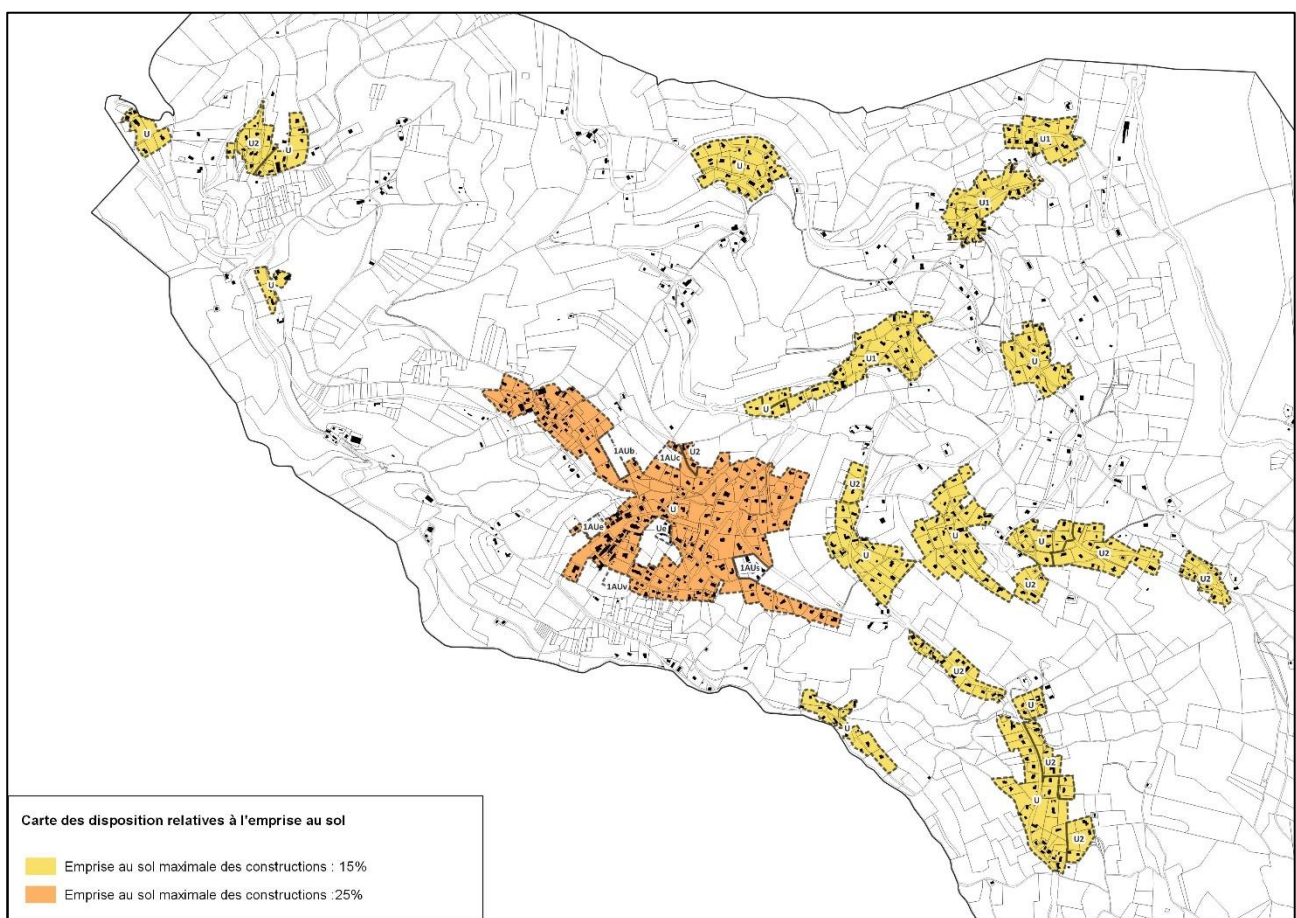 U
U2
U
U
U1
U1
U
U1
U
U
1AUb
1AUc
U2
U
Ue
1AUe
1AUv
1AUs
U2
U
U
U
U2
U2
U2
U2
U
U
U2
U
U2
Carte des disposition relatives à l'emprise au sol
Emprise au sol maximale des constructions : 15%
Emprise au sol maximale des constructions :25%